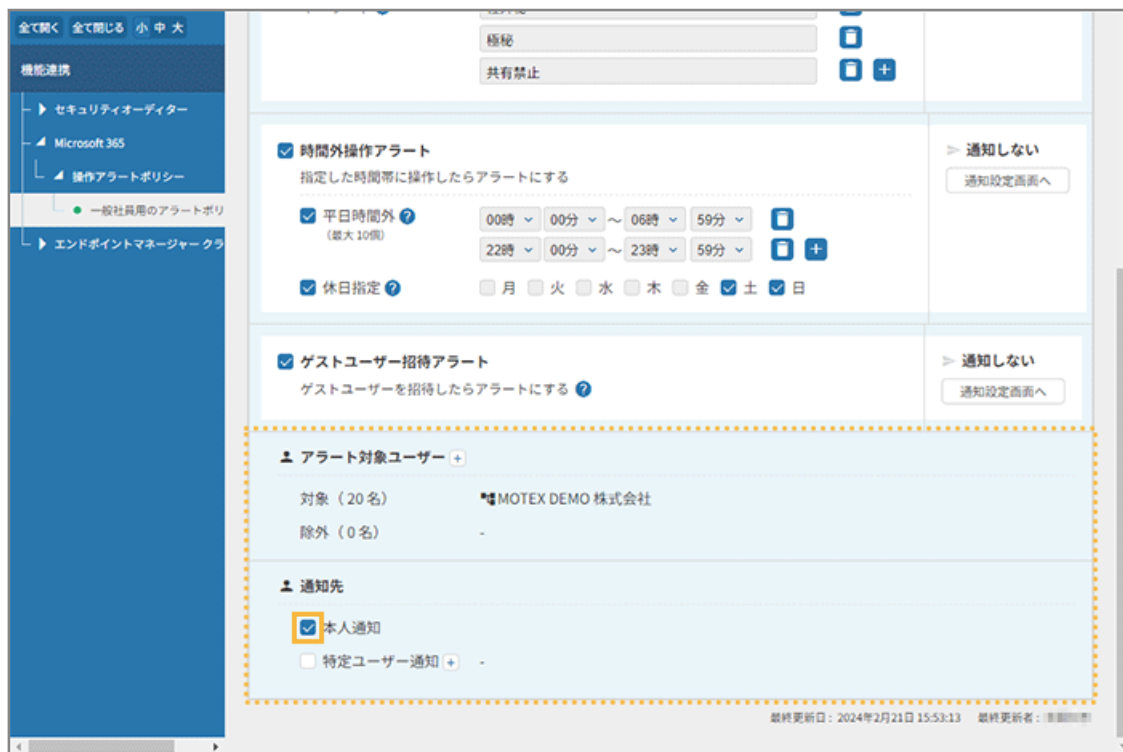 全て開く 全て閉じる 小 中 大
機能連携
セキュリティオーディター
Microsoft 365
操作アラートポリシー
一般社員用のアラートポリ
エンドポイントマネージャー クラ
極秘
共有禁止
時間外操作アラート
指定した時間帯に操作したらアラートにする
平日時間外 ?
(最大 10個)
00時 00分 ～ 06時 59分
22時 00分 ～ 23時 59分 +
休日指定 ? 月 火 水 木 金 土 日
通知しない
通知設定画面へ
ゲストユーザー招待アラート
ゲストユーザーを招待したらアラートにする ?
通知しない
通知設定画面へ
アラート対象ユーザー +
対象（20名） MOTEX DEMO 株式会社
除外（0名） -
通知先
本人通知
特定ユーザー通知 + -
最終更新日： 2024年2月21日 15:53:13 最終更新者：